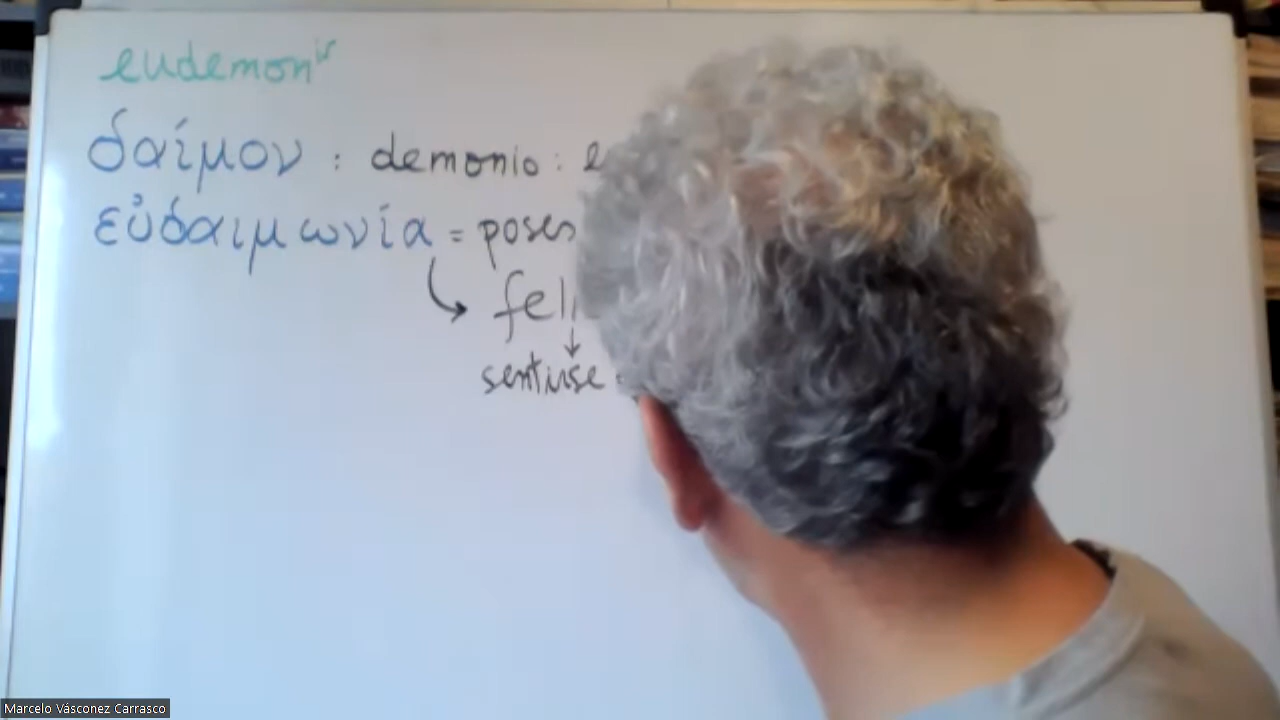 eudemon
δαίμον : demonio :
εὐδαιμωνία = poses
feli
sentirse
Marcelo Vásconez Carrasco